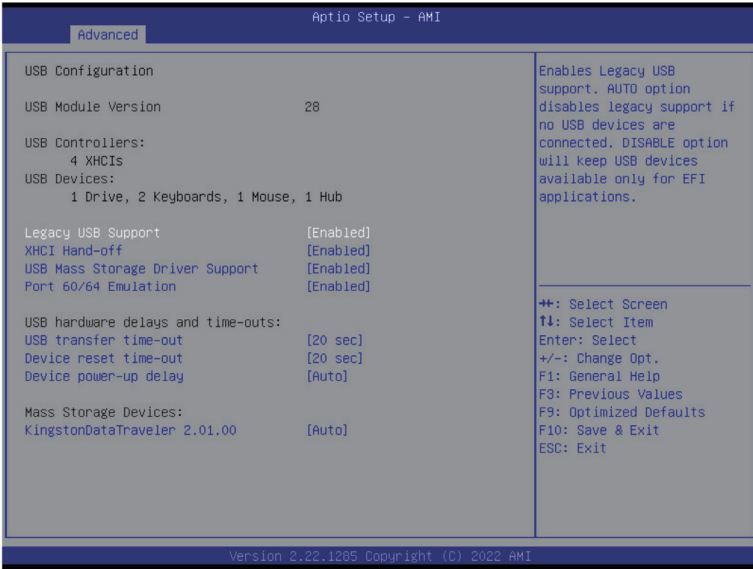 Aptio Setup – AMI
Advanced
USB Configuration
USB Module Version 28
USB Controllers:
4 XHCIs
USB Devices:
1 Drive, 2 Keyboards, 1 Mouse, 1 Hub
Legacy USB Support [Enabled]
XHCI Hand-off [Enabled]
USB Mass Storage Driver Support [Enabled]
Port 60/64 Emulation [Enabled]
USB hardware delays and time-outs:
USB transfer time-out [20 sec]
Device reset time-out [20 sec]
Device power-up delay [Auto]
Mass Storage Devices:
KingstonDataTraveler 2.01.00 [Auto]
Enables Legacy USB
support. AUTO option
disables legacy support if
no USB devices are
connected. DISABLE option
will keep USB devices
available only for EFI
applications.
→←: Select Screen
↑↓: Select Item
Enter: Select
+/-: Change Opt.
F1: General Help
F3: Previous Values
F9: Optimized Defaults
F10: Save & Exit
ESC: Exit
Version 2.22.1285 Copyright (C) 2022 AMI